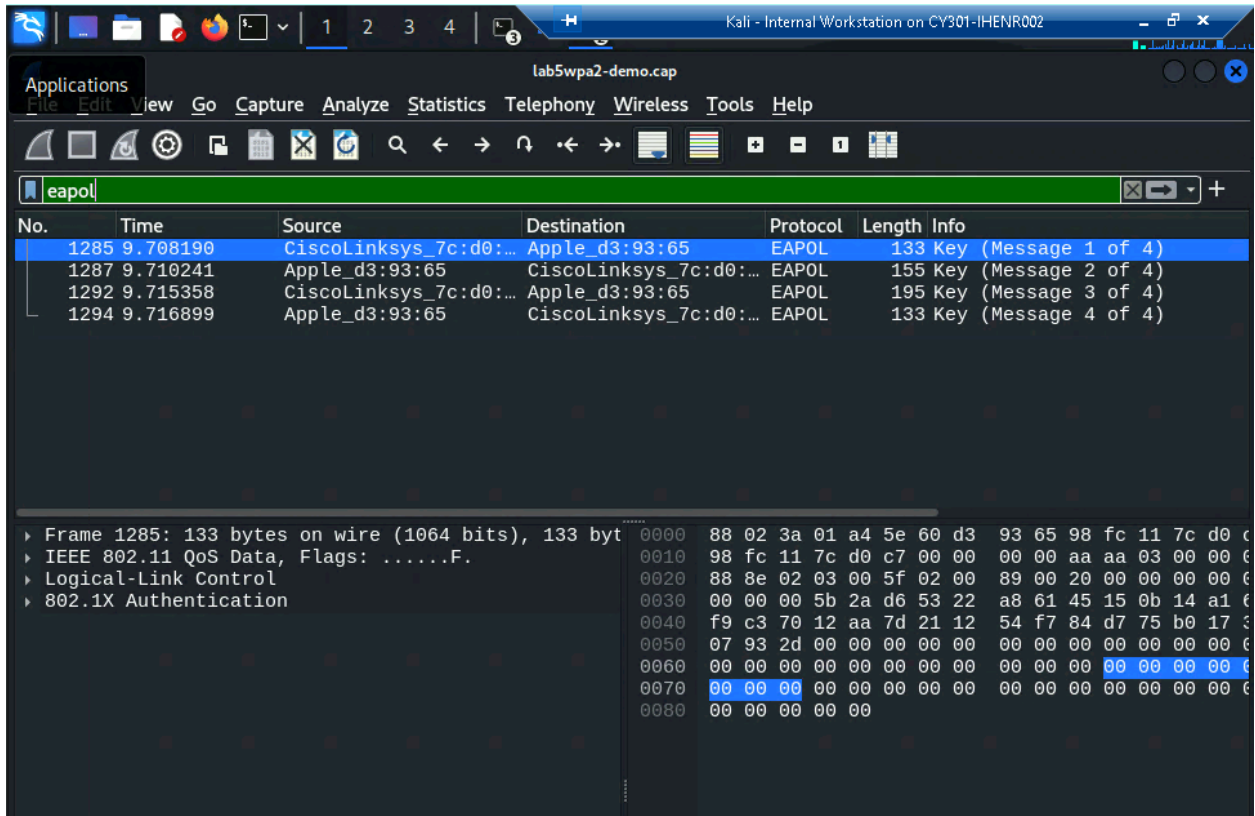 1 2 3 4 3 Kali - Internal Workstation on CY301-IHENR002
lab5wpa2-demo.cap
Applications
File Edit View Go Capture Analyze Statistics Telephony Wireless Tools Help
eapol
No. Time Source Destination Protocol Length Info
1285 9.708190 CiscoLinksys_7c:d0:… Apple_d3:93:65 EAPOL 133 Key (Message 1 of 4)
1287 9.710241 Apple_d3:93:65 CiscoLinksys_7c:d0:… EAPOL 155 Key (Message 2 of 4)
1292 9.715358 CiscoLinksys_7c:d0:… Apple_d3:93:65 EAPOL 195 Key (Message 3 of 4)
1294 9.716899 Apple_d3:93:65 CiscoLinksys_7c:d0:… EAPOL 133 Key (Message 4 of 4)
Frame 1285: 133 bytes on wire (1064 bits), 133 byt
IEEE 802.11 QoS Data, Flags: ......F.
Logical-Link Control
802.1X Authentication
0000 88 02 3a 01 a4 5e 60 d3 93 65 98 fc 11 7c d0
0010 98 fc 11 7c d0 c7 00 00 00 00 aa aa 03 00 00
0020 88 8e 02 03 00 5f 02 00 89 00 20 00 00 00 00
0030 00 00 00 5b 2a d6 53 22 a8 61 45 15 0b 14 a1
0040 f9 c3 70 12 aa 7d 21 12 54 f7 84 d7 75 b0 17
0050 07 93 2d 00 00 00 00 00 00 00 00 00 00 00 00
0060 00 00 00 00 00 00 00 00 00 00 00 00 00 00 00
0070 00 00 00 00 00 00 00 00 00 00 00 00 00 00 00
0080 00 00 00 00 00